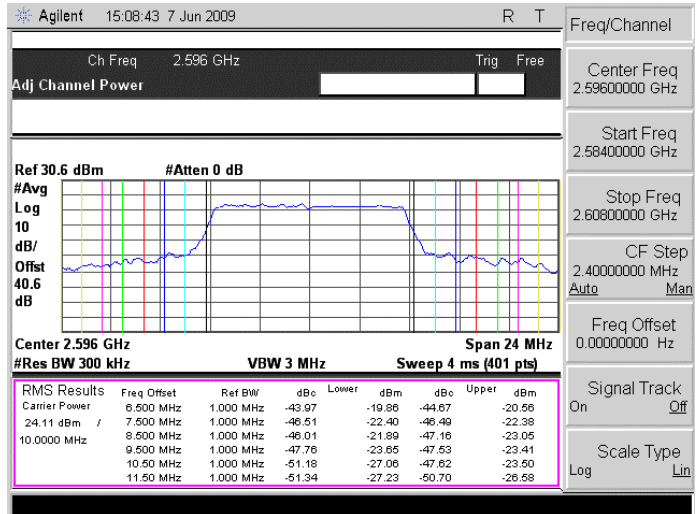 Agilent 15:08:43 7 Jun 2009 R T
Ch Freq 2.596 GHz Trig Free
Adj Channel Power
Ref 30.6 dBm #Atten 0 dB
#Avg
Log
10
dB/
Offst
40.6
dB
Center 2.596 GHz Span 24 MHz
#Res BW 300 kHz VBW 3 MHz Sweep 4 ms (401 pts)
RMS Results Freq Offset Ref BW dBc Lower dBm dBc Upper dBm
Carrier Power 6.500 MHz 1.000 MHz -43.97 -19.86 -44.67 -20.56
24.11 dBm / 7.500 MHz 1.000 MHz -46.51 -22.40 -46.49 -22.38
10.0000 MHz 8.500 MHz 1.000 MHz -46.01 -21.89 -47.16 -23.05
9.500 MHz 1.000 MHz -47.76 -23.65 -47.53 -23.41
10.50 MHz 1.000 MHz -51.18 -27.06 -47.62 -23.50
11.50 MHz 1.000 MHz -51.34 -27.23 -50.70 -26.58
Freq/Channel
Center Freq
2.59600000 GHz
Start Freq
2.58400000 GHz
Stop Freq
2.60800000 GHz
CF Step
2.40000000 MHz
Auto Man
Freq Offset
0.00000000 Hz
Signal Track
On Off
Scale Type
Log Lin